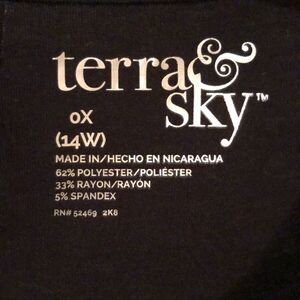 terra &
sky™
0X
(14W)
MADE IN/HECHO EN NICARAGUA
62% POLYESTER/POLIÉSTER
33% RAYON/RAYÓN
5% SPANDEX
RN# 52469 2K8